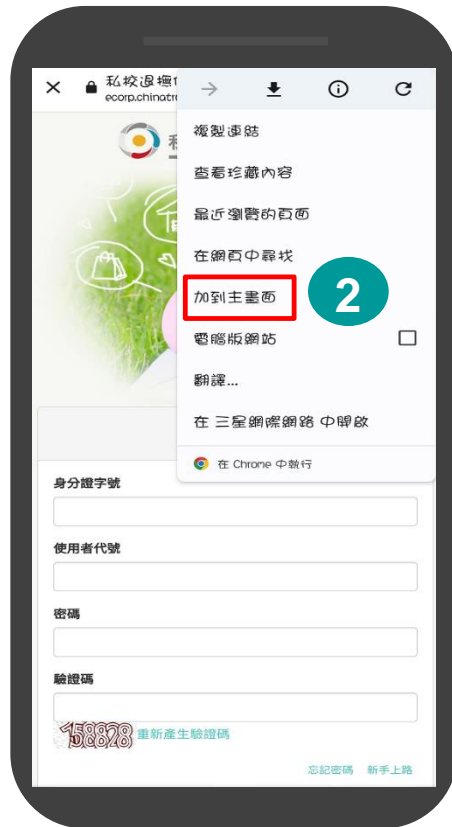 私校退撫
ecorp.chinatr
複製連結
查看珍藏內容
最近瀏覽的頁面
在網頁中尋找
加到主畫面
2
電腦版網站
翻譯...
在 三星網際網路 中開啟
在 Chrome 中執行
身分證字號
使用者代號
密碼
驗證碼
158828 重新產生驗證碼
忘記密碼 新手上路